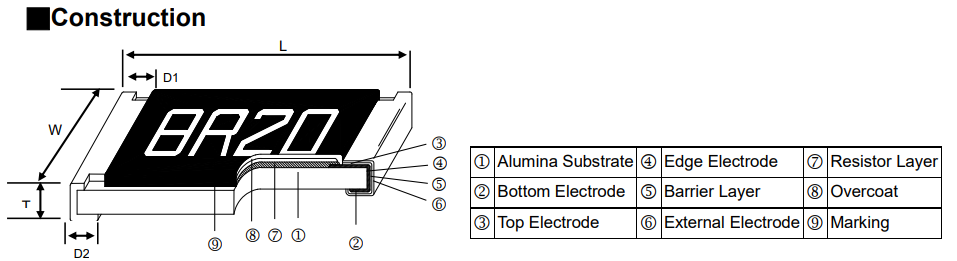 ■Construction
L
D1
W
8R20
T
D2
③
④
⑤
⑥
⑨ ⑧ ⑦ ① ②
① Alumina Substrate ④ Edge Electrode ⑦ Resistor Layer
② Bottom Electrode ⑤ Barrier Layer ⑧ Overcoat
③ Top Electrode ⑥ External Electrode ⑨ Marking